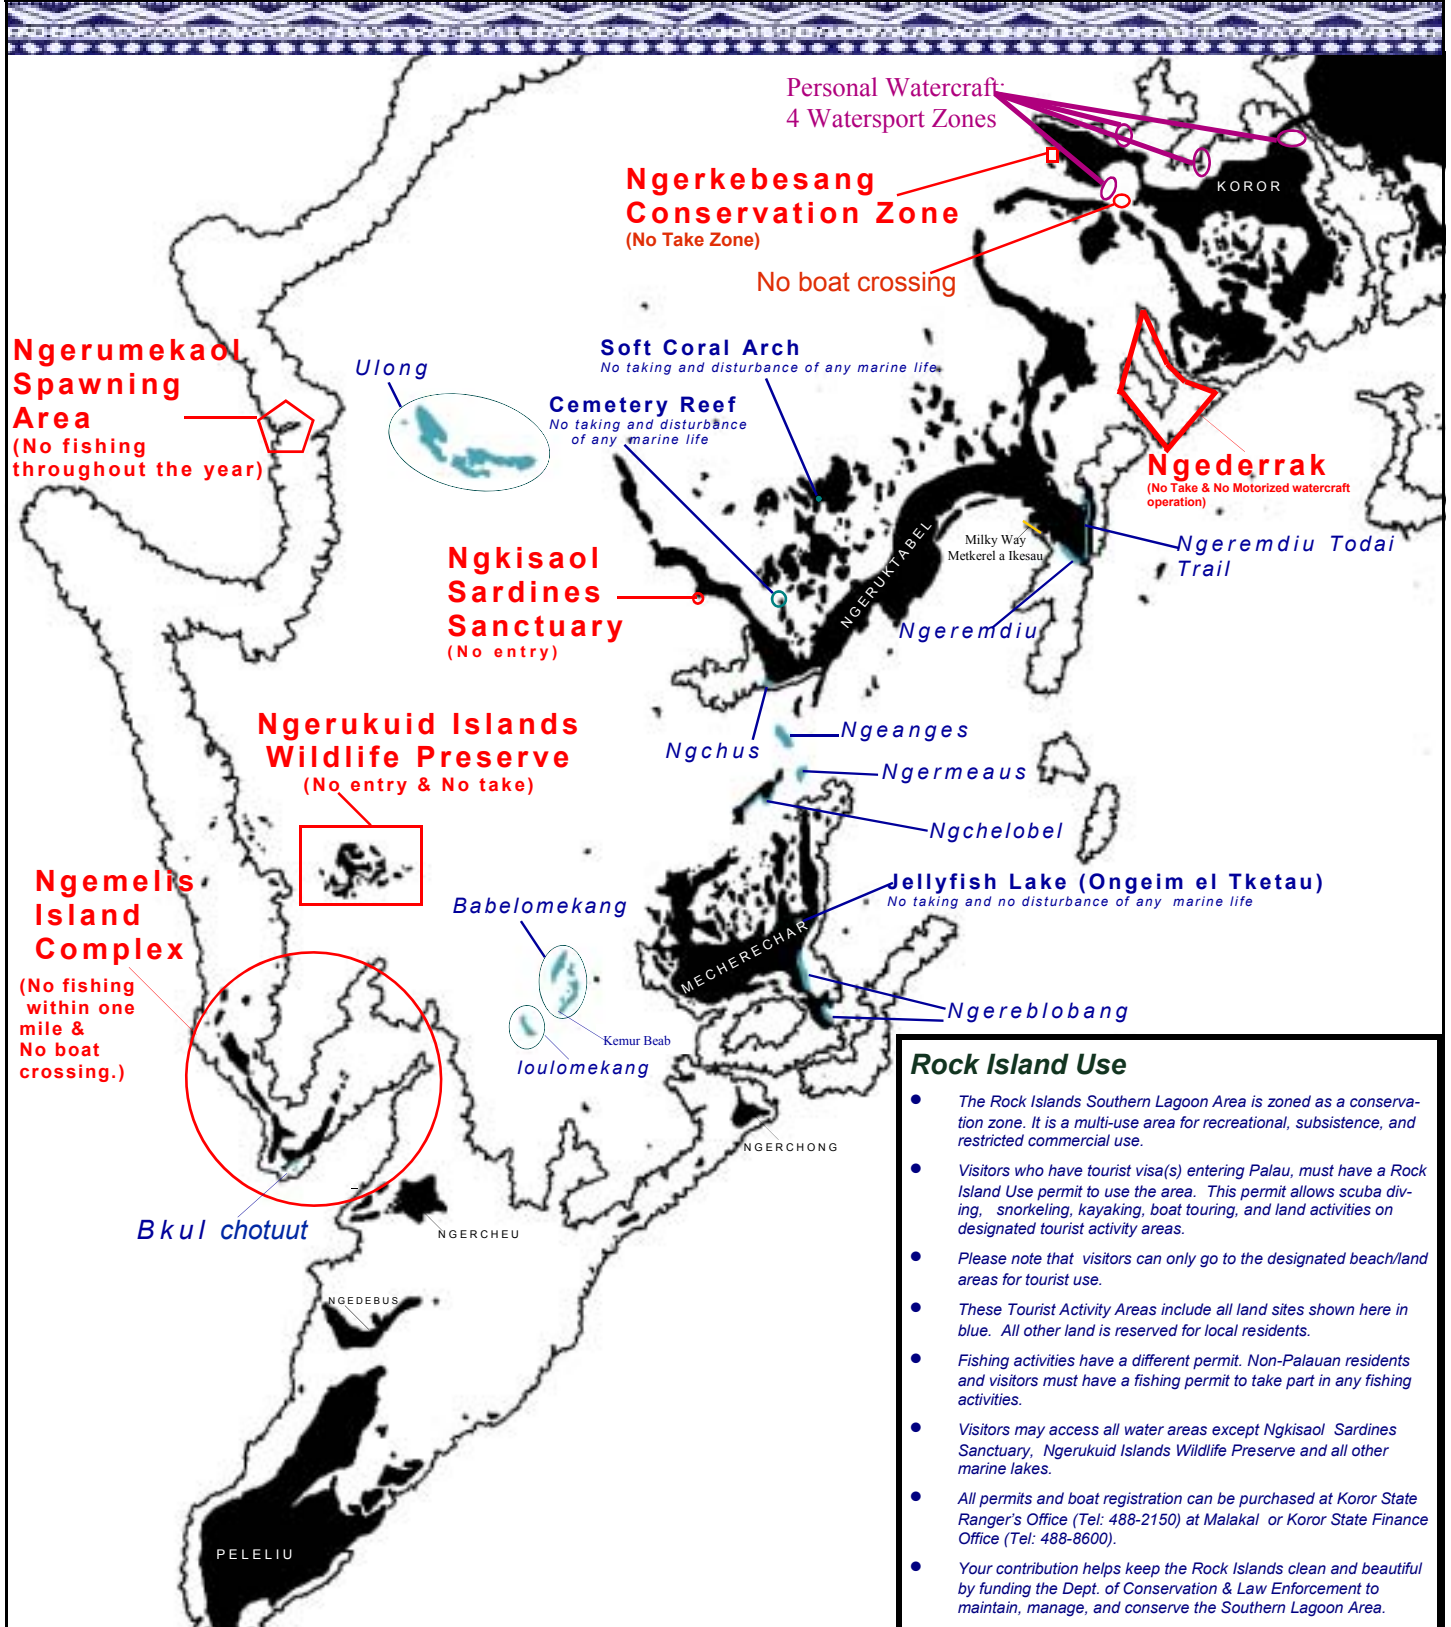 Personal Watercraft:
4 Watersport Zones
Ngerkebesang
Conservation Zone
(No Take Zone)
KOROR
No boat crossing
Ngerumekaol
Spawning
Area
(No fishing
throughout the year)
Ulong
Soft Coral Arch
No taking and disturbance of any marine life
Cemetery Reef
No taking and disturbance
of any marine life
Ngederrak
(No Take & No Motorized watercraft
operation)
NGERUKTABEL
Milky Way
Metkerel a Ikesau
Ngeremdiu Todai
Trail
Ngkisaol
Sardines
Sanctuary
(No entry)
Ngeremdiu
Ngerukuid Islands
Wildlife Preserve
(No entry & No take)
Ngchus
Ngeanges
Ngermeaus
Ngchelobel
Ngemelis
Island
Complex
(No fishing
within one
mile &
No boat
crossing.)
Babelomekang
Jellyfish Lake (Ongeim el Tketau)
No taking and no disturbance of any marine life
MECHERECHAR
Ngereblobang
Kemur Beab
Ioulomekang
NGERCHONG
Bkul chotuut
NGERCHEU
NGEDEBUS
PELELIU
Rock Island Use
● The Rock Islands Southern Lagoon Area is zoned as a conserva-
tion zone. It is a multi-use area for recreational, subsistence, and
restricted commercial use.
● Visitors who have tourist visa(s) entering Palau, must have a Rock
Island Use permit to use the area. This permit allows scuba div-
ing, snorkeling, kayaking, boat touring, and land activities on
designated tourist activity areas.
● Please note that visitors can only go to the designated beach/land
areas for tourist use.
● These Tourist Activity Areas include all land sites shown here in
blue. All other land is reserved for local residents.
● Fishing activities have a different permit. Non-Palauan residents
and visitors must have a fishing permit to take part in any fishing
activities.
● Visitors may access all water areas except Ngkisaol Sardines
Sanctuary, Ngerukuid Islands Wildlife Preserve and all other
marine lakes.
● All permits and boat registration can be purchased at Koror State
Ranger's Office (Tel: 488-2150) at Malakal or Koror State Finance
Office (Tel: 488-8600).
● Your contribution helps keep the Rock Islands clean and beautiful
by funding the Dept. of Conservation & Law Enforcement to
maintain, manage, and conserve the Southern Lagoon Area.